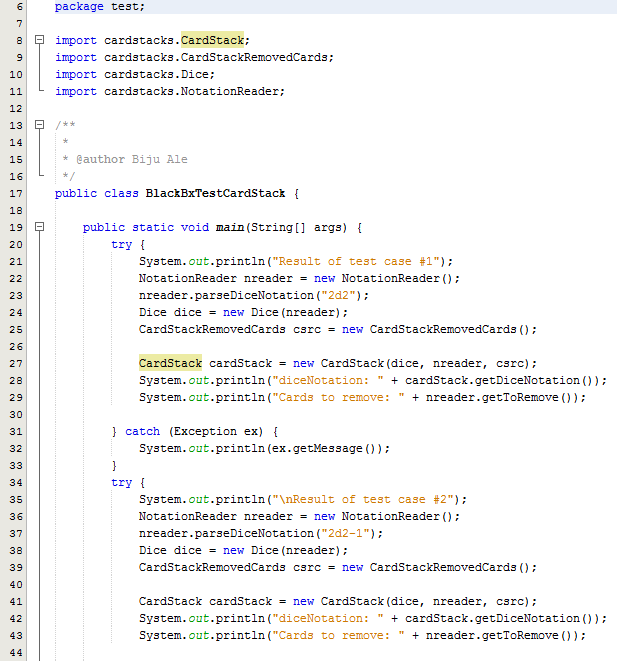 6 package test;
7
8 import cardstacks.CardStack;
9 import cardstacks.CardStackRemovedCards;
10 import cardstacks.Dice;
11 import cardstacks.NotationReader;
12
13 /**
14 *
15 * @author Biju Ale
16 */
17 public class BlackBxTestCardStack {
18
19 public static void main(String[] args) {
20 try {
21 System.out.println("Result of test case #1");
22 NotationReader nreader = new NotationReader();
23 nreader.parseDiceNotation("2d2");
24 Dice dice = new Dice(nreader);
25 CardStackRemovedCards csrc = new CardStackRemovedCards();
26
27 CardStack cardStack = new CardStack(dice, nreader, csrc);
28 System.out.println("diceNotation: " + cardStack.getDiceNotation());
29 System.out.println("Cards to remove: " + nreader.getToRemove());
30
31 } catch (Exception ex) {
32 System.out.println(ex.getMessage());
33 }
34 try {
35 System.out.println("\nResult of test case #2");
36 NotationReader nreader = new NotationReader();
37 nreader.parseDiceNotation("2d2-1");
38 Dice dice = new Dice(nreader);
39 CardStackRemovedCards csrc = new CardStackRemovedCards();
40
41 CardStack cardStack = new CardStack(dice, nreader, csrc);
42 System.out.println("diceNotation: " + cardStack.getDiceNotation());
43 System.out.println("Cards to remove: " + nreader.getToRemove());
44